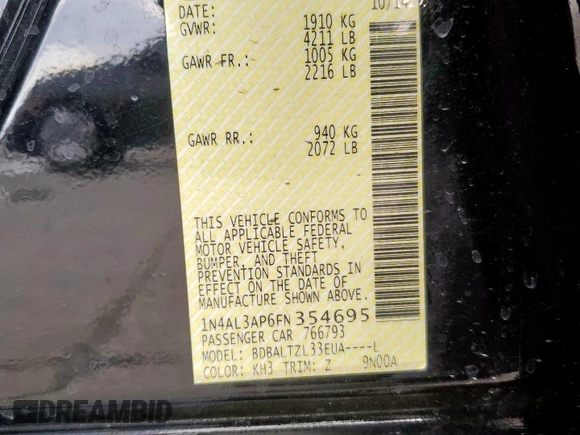 DATE: 10/14
GVWR: 1910 KG
4211 LB
GAWR FR.: 1005 KG
2216 LB
GAWR RR.: 940 KG
2072 LB
THIS VEHICLE CONFORMS TO
ALL APPLICABLE FEDERAL
MOTOR VEHICLE SAFETY,
BUMPER, AND THEFT
PREVENTION STANDARDS IN
EFFECT ON THE DATE OF
MANUFACTURE SHOWN ABOVE.
1N4AL3AP6FN354695
PASSENGER CAR 766793
MODEL: BDBALTZL33EUA----L
COLOR: KH3 TRIM: Z 9N00A
DREAMBID